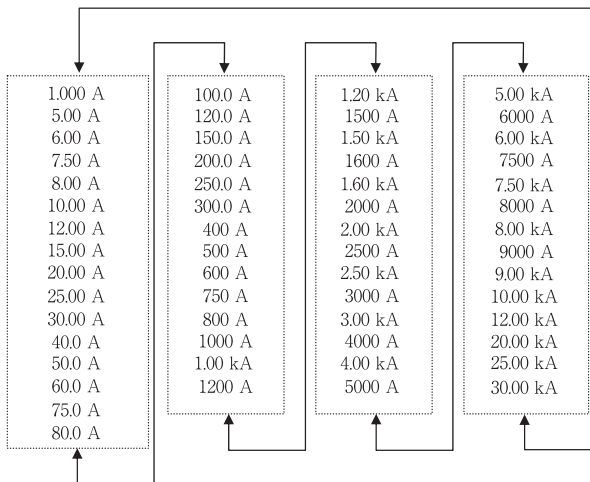 1.000 A
5.00 A
6.00 A
7.50 A
8.00 A
10.00 A
12.00 A
15.00 A
20.00 A
25.00 A
30.00 A
40.0 A
50.0 A
60.0 A
75.0 A
80.0 A
100.0 A
120.0 A
150.0 A
200.0 A
250.0 A
300.0 A
400 A
500 A
600 A
750 A
800 A
1000 A
1.00 kA
1200 A
1.20 kA
1500 A
1.50 kA
1600 A
1.60 kA
2000 A
2.00 kA
2500 A
2.50 kA
3000 A
3.00 kA
4000 A
4.00 kA
5000 A
5.00 kA
6000 A
6.00 kA
7500 A
7.50 kA
8000 A
8.00 kA
9000 A
9.00 kA
10.00 kA
12.00 kA
20.00 kA
25.00 kA
30.00 kA